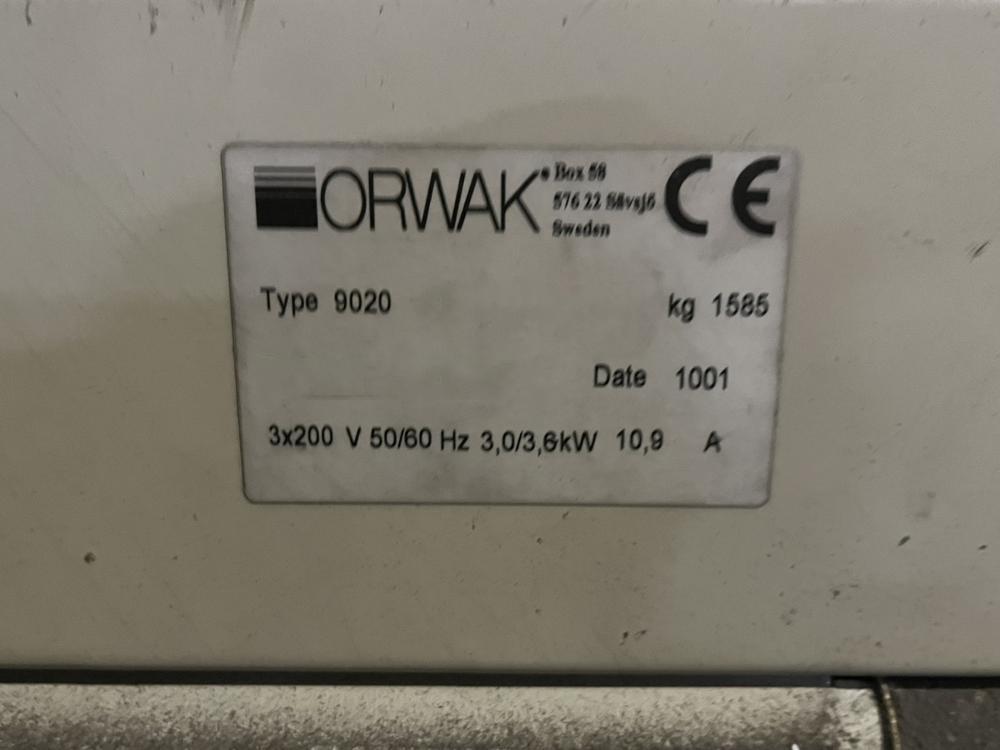 ORWAK® Box 58
576 22 Sävsjö
Sweden
CE
Type 9020 kg 1585
Date 1001
3x200 V 50/60 Hz 3,0/3,6kW 10,9 A